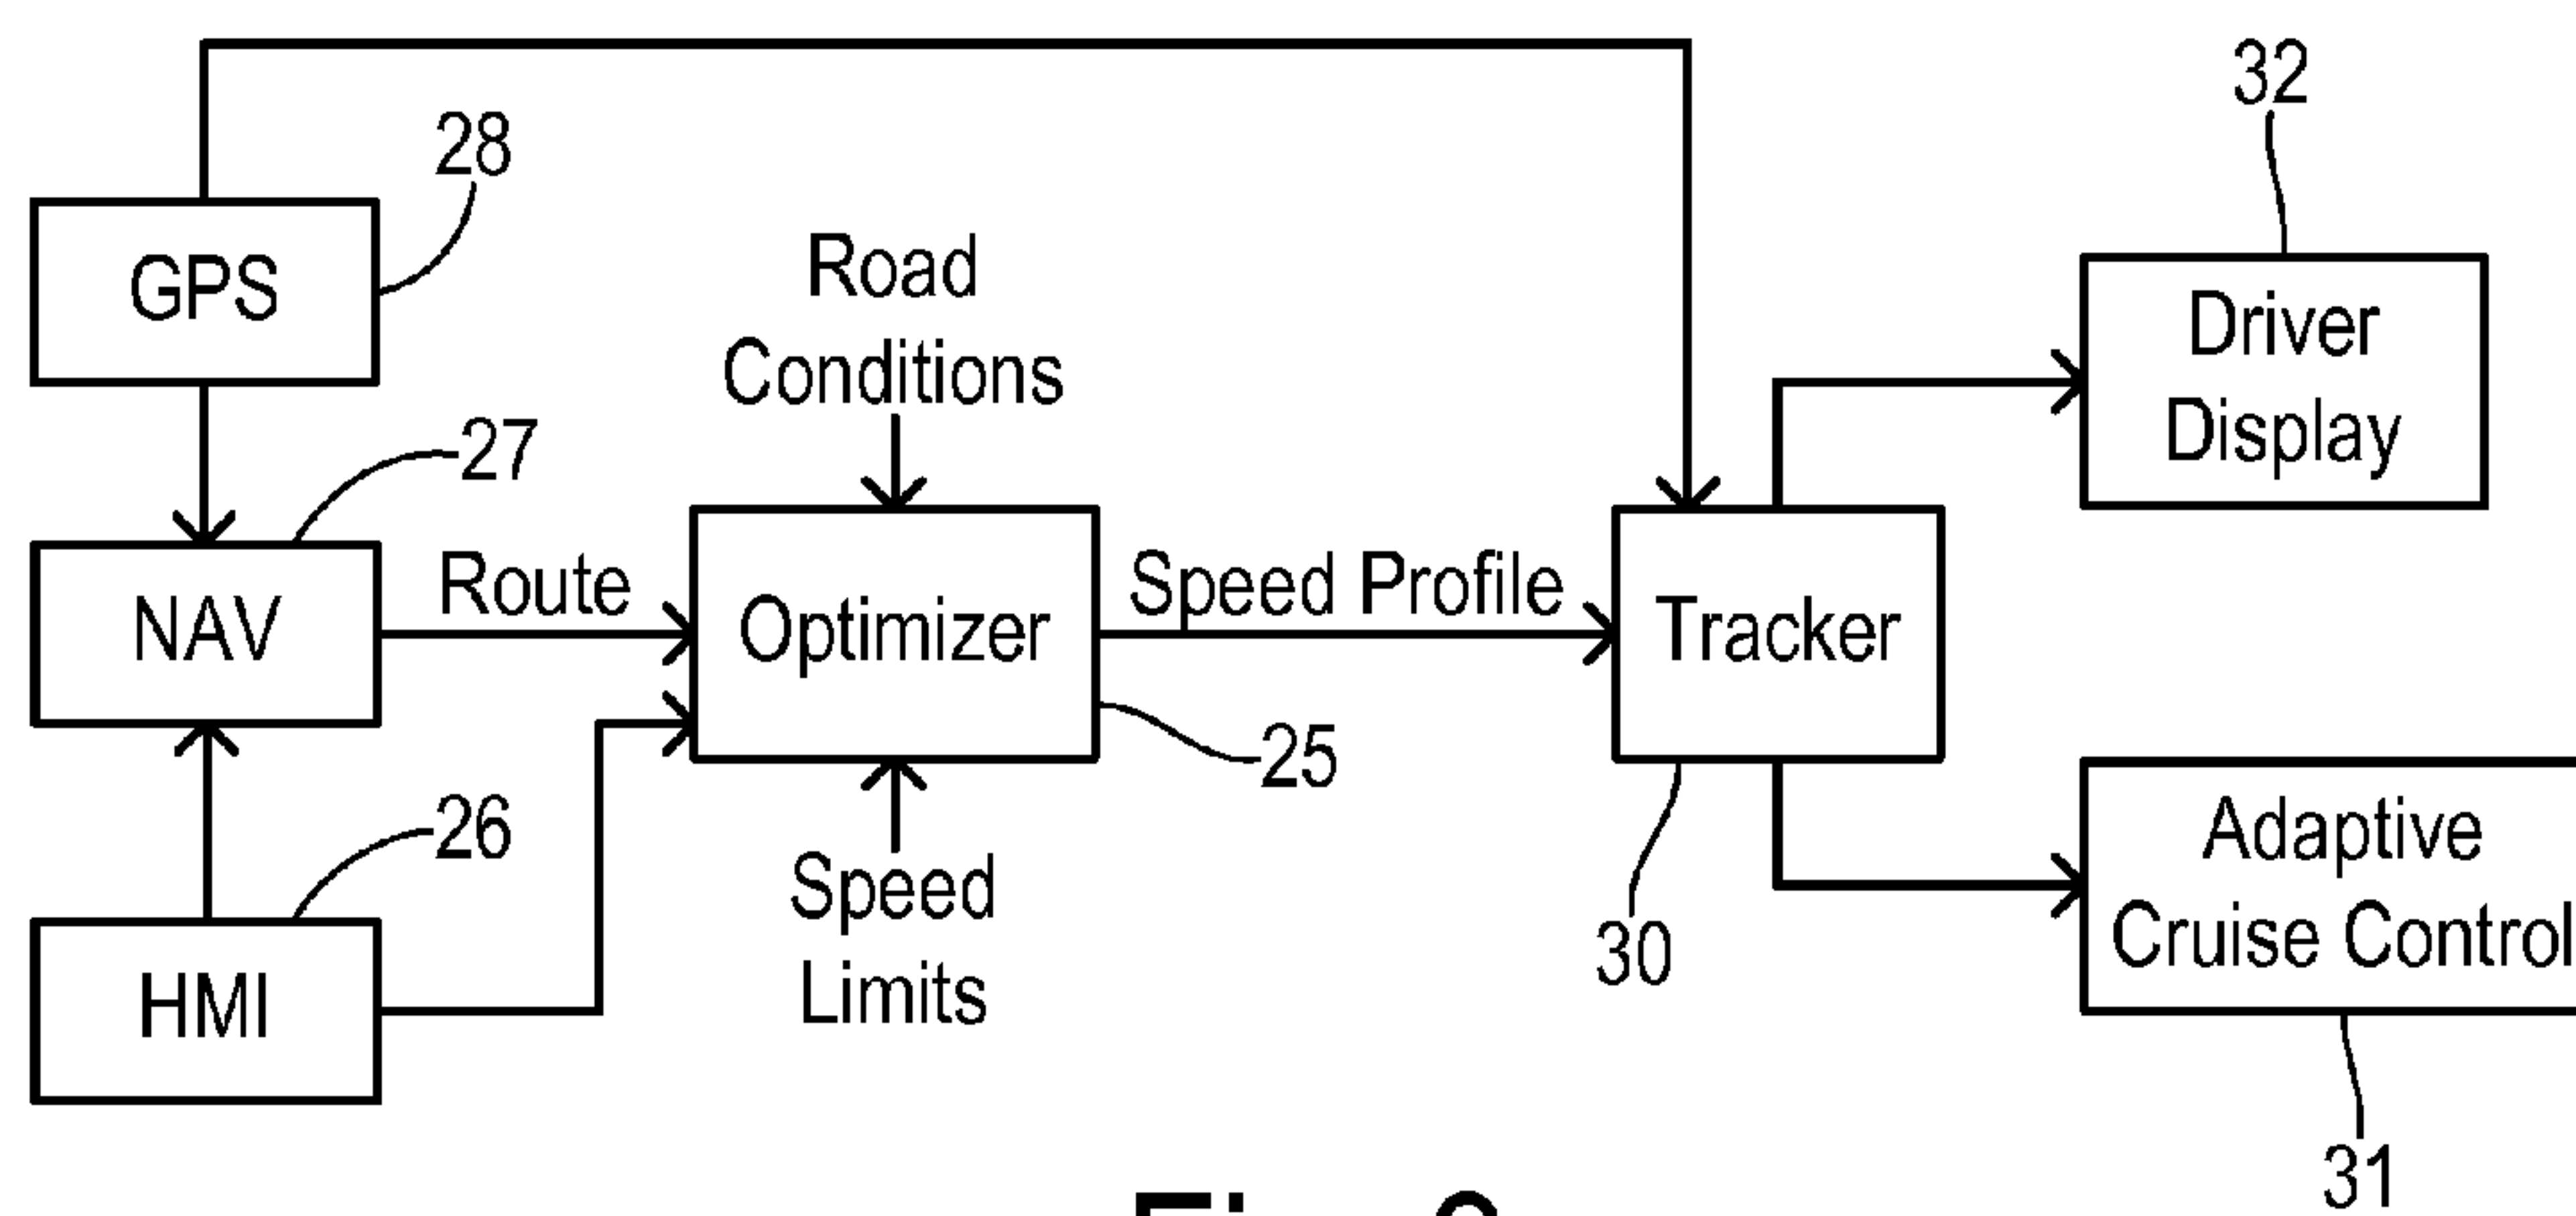 32
28
GPS
Road
Conditions
Driver
Display
27
NAV
Route
Optimizer
Speed Profile
Tracker
25
26
HMI
Speed
Limits
30
Adaptive
Cruise Control
31